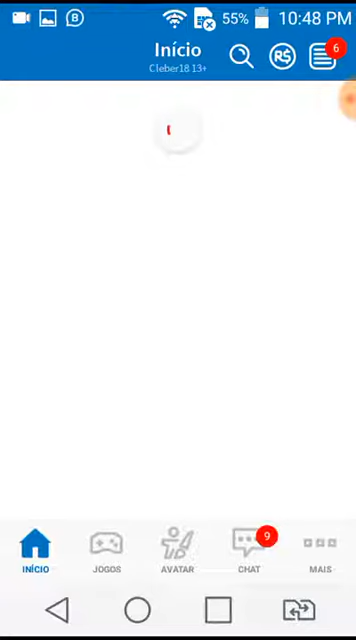 B 55% 10:48 PM
Início
Cleber18 13+
R$
6
9
INÍCIO JOGOS AVATAR CHAT MAIS